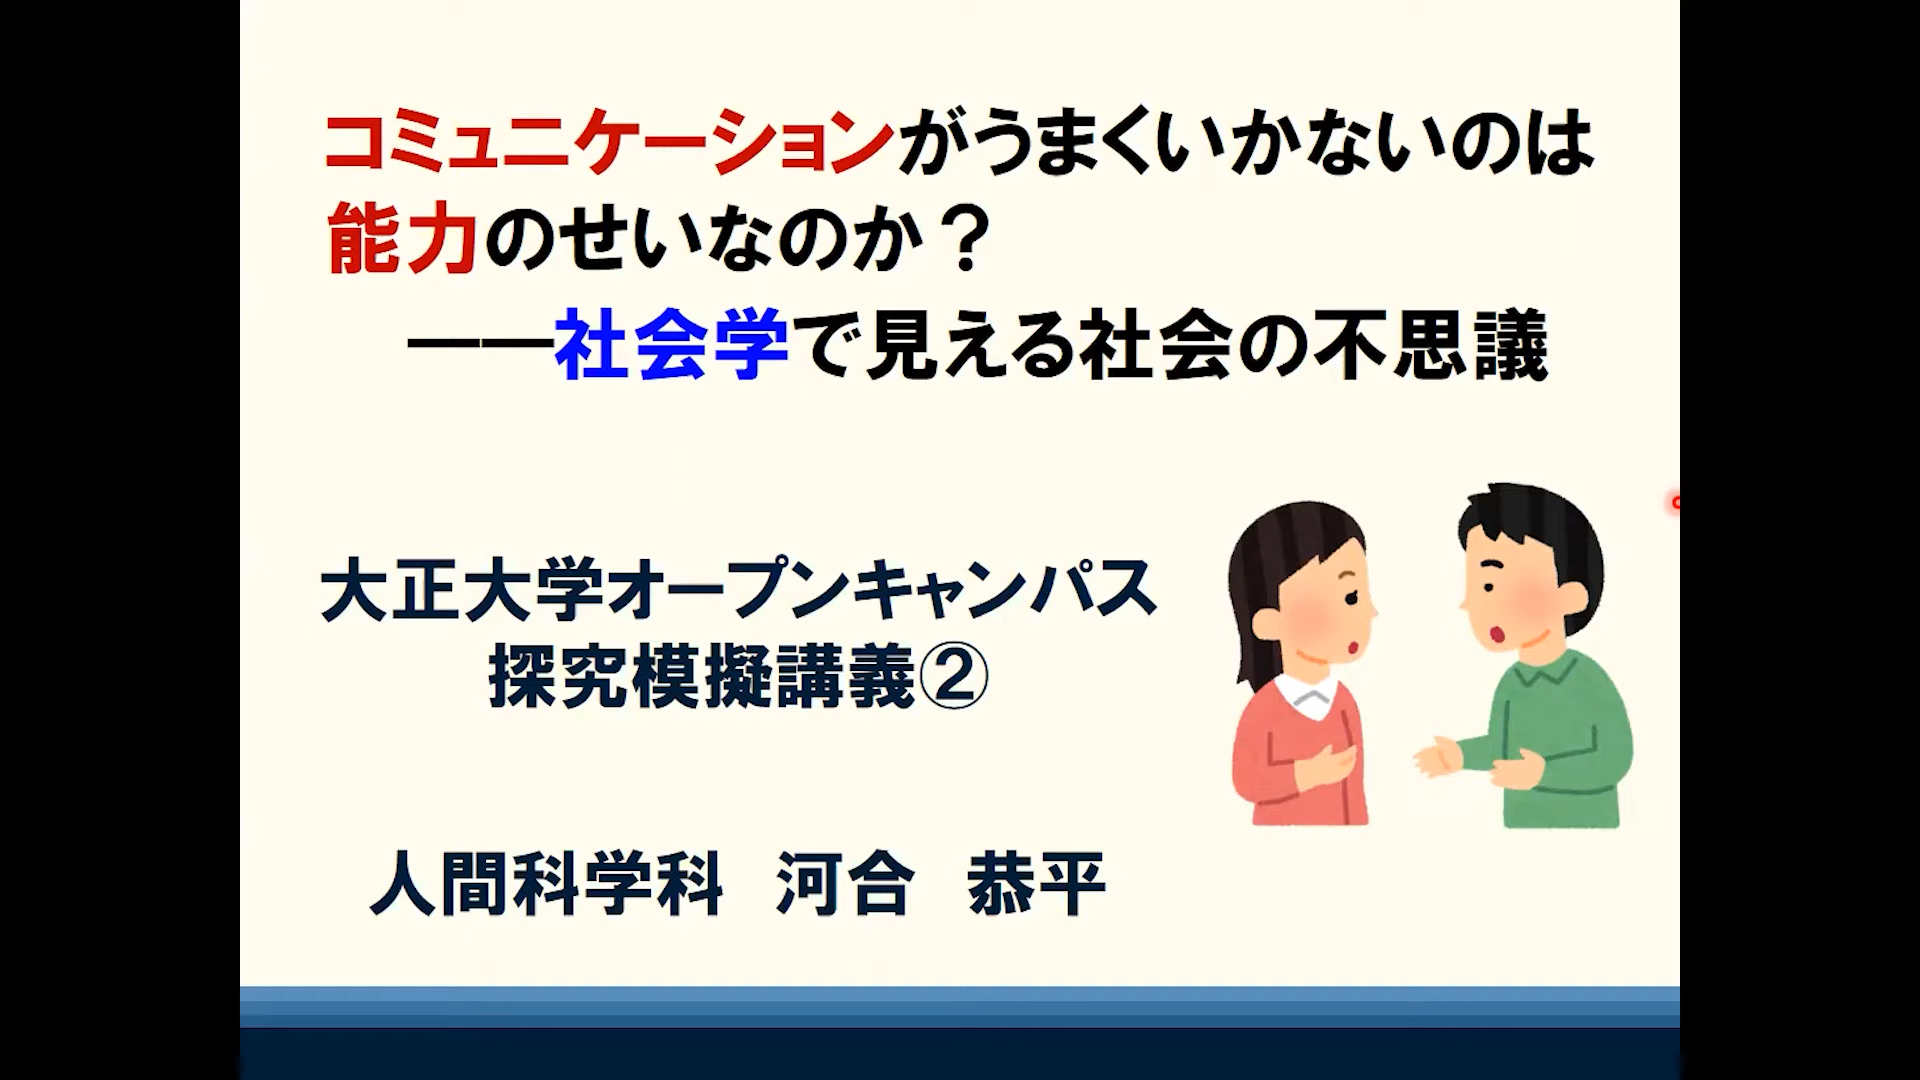 コミュニケーションがうまくいかないのは
能力のせいなのか？
――社会学で見える社会の不思議
大正大学オープンキャンパス
探究模擬講義②
人間科学科　河合　恭平